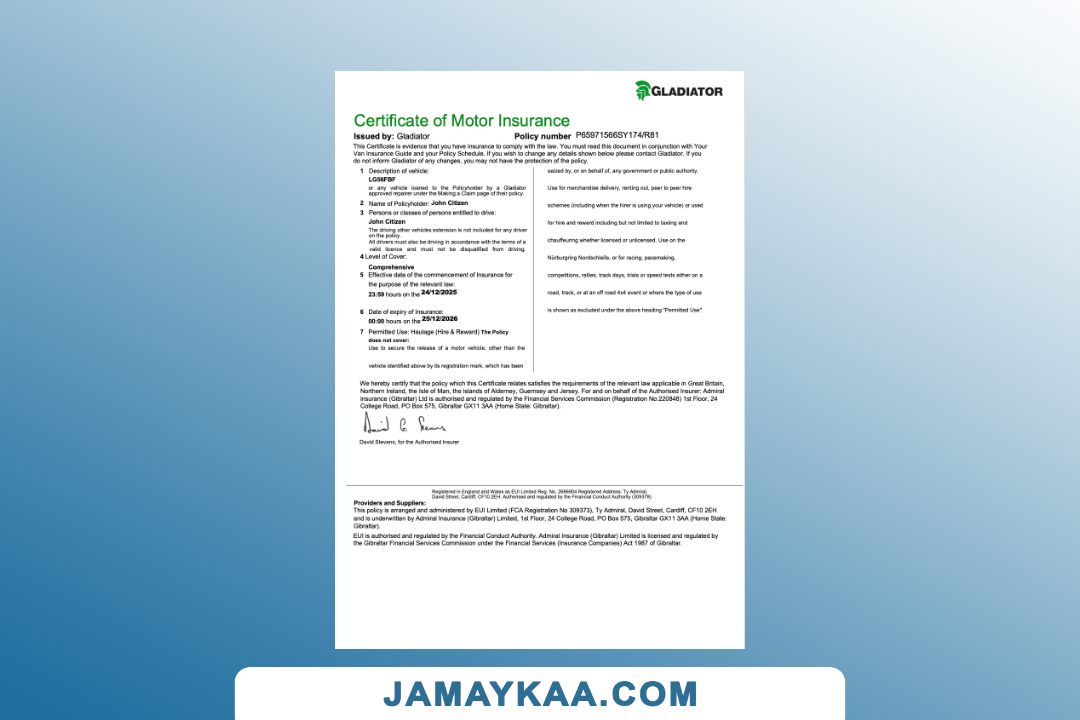 GLADIATOR
Certificate of Motor Insurance
Issued by: Gladiator
Policy number P65971566SY174/R81
This Certificate is evidence that you have insurance to comply with the law. You must read this document in conjunction with Your
Van Insurance Guide and your Policy Schedule. If you wish to change any details shown below please contact Gladiator. If you
do not inform Gladiator of any changes, you may not have the protection of the policy.
1 Description of vehicle:
LG56FBF
or any vehicle loaned to the Policyholder by a Gladiator
approved repairer under the Making a Claim page of their policy.
2 Name of Policyholder: John Citizen
3 Persons or classes of persons entitled to drive:
John Citizen
The driving other vehicles extension is not included for any driver
on the policy.
All drivers must also be driving in accordance with the terms of a
valid licence and must not be disqualified from driving.
4 Level of Cover:
Comprehensive
5 Effective date of the commencement of Insurance for
the purpose of the relevant law:
23:59 hours on the 24/12/2025
6 Date of expiry of Insurance:
00:00 hours on the 25/12/2026
7 Permitted Use: Haulage (Hire & Reward) The Policy
does not cover:
Use to secure the release of a motor vehicle, other than the
vehicle identified above by its registration mark, which has been
seized by, or on behalf of, any government or public authority.
Use for merchandise delivery, renting out, peer to peer hire
schemes (including when the hirer is using your vehicle) or used
for hire and reward including but not limited to taxiing and
chauffeuring whether licensed or unlicensed. Use on the
Nürburgring Nordschleife, or for racing, pacemaking,
competitions, rallies, track days, trials or speed tests either on a
road, track, or at an off road 4x4 event or where the type of use
is shown as excluded under the above heading "Permitted Use".
We hereby certify that the policy which this Certificate relates satisfies the requirements of the relevant law applicable in Great Britain,
Northern Ireland, the Isle of Man, the islands of Alderney, Guernsey and Jersey. For and on behalf of the Authorised Insurer: Admiral
insurance (Gibraltar) Ltd is authorised and regulated by the Financial Services Commission (Registration No:220848) 1st Floor, 24
College Road, PO Box 575, Gibraltar GX11 3AA (Home State: Gibraltar).
David Stevens, for the Authorised Insurer
Registered in England and Wales as EUI Limited Reg. No. 2686904 Registered Address: Ty Admiral,
David Street, Cardiff, CF10 2EH. Authorised and regulated by the Financial Conduct Authority (309378)
Providers and Suppliers:
This policy is arranged and administered by EUI Limited (FCA Registration No 309373), Ty Admiral, David Street, Cardiff, CF10 2EH
and is underwritten by Admiral Insurance (Gibraltar) Limited, 1st Floor, 24 College Road, PO Box 575, Gibraltar GX11 3AA (Home State:
Gibraltar).
EUI is authorised and regulated by the Financial Conduct Authority. Admiral Insurance (Gibraltar) Limited is licensed and regulated by
the Gibraltar Financial Services Commission under the Financial Services (Insurance Companies) Act 1987 of Gibraltar.
JAMAYKAA.COM